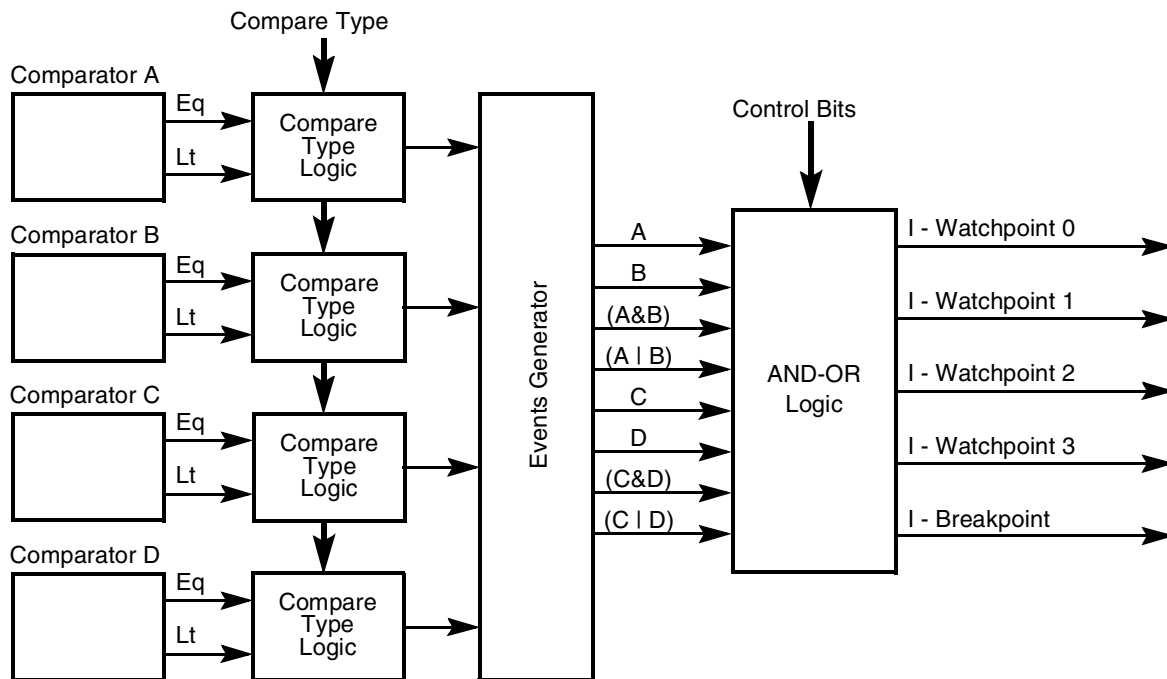 Compare Type
Comparator A
Eq
Lt
Compare
Type
Logic
Comparator B
Eq
Lt
Compare
Type
Logic
Comparator C
Eq
Lt
Compare
Type
Logic
Comparator D
Eq
Lt
Compare
Type
Logic
Events Generator
A
B
(A&B)
(A | B)
C
D
(C&D)
(C | D)
Control Bits
AND-OR
Logic
I - Watchpoint 0
I - Watchpoint 1
I - Watchpoint 2
I - Watchpoint 3
I - Breakpoint